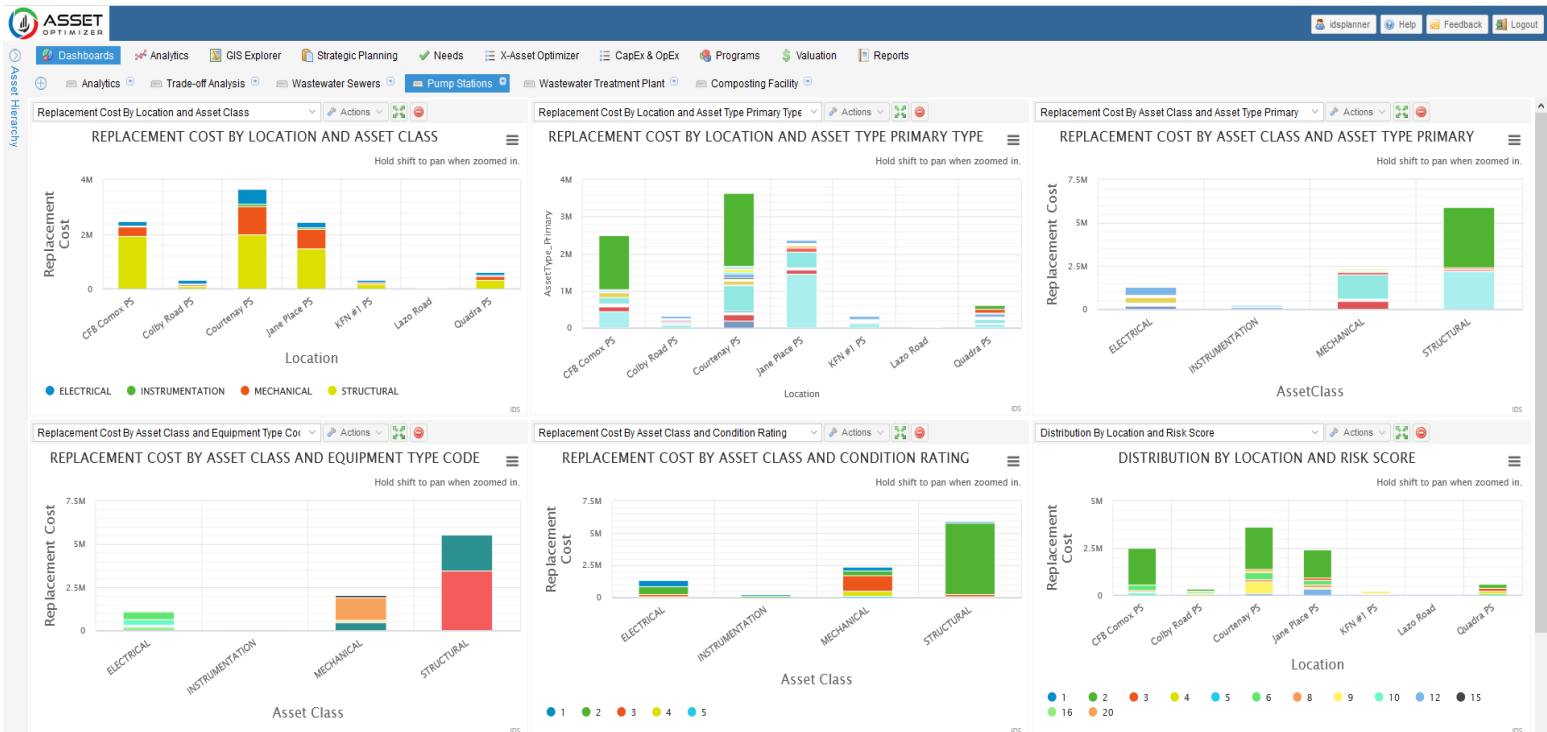 ASSET
OPTIMIZER
idsplanner Help Feedback Logout
Dashboards Analytics GIS Explorer Strategic Planning Needs X-Asset Optimizer CapEx & OpEx Programs Valuation Reports
Asset Hierarchy
Analytics Trade-off Analysis Wastewater Sewers Pump Stations Wastewater Treatment Plant Composting Facility
Replacement Cost By Location and Asset Class Actions
REPLACEMENT COST BY LOCATION AND ASSET CLASS
Hold shift to pan when zoomed in.
Replacement
Cost
4M
2M
0
CFB Comox PS Colby Road PS Courtenay PS Jane Place PS KFN #1 PS Lazo Road Quadra PS
Location
ELECTRICAL INSTRUMENTATION MECHANICAL STRUCTURAL
IDS
Replacement Cost By Location and Asset Type Primary Type Actions
REPLACEMENT COST BY LOCATION AND ASSET TYPE PRIMARY TYPE
Hold shift to pan when zoomed in.
AssetType_Primary
4M
3M
2M
1M
0
CFB Comox PS Colby Road PS Courtenay PS Jane Place PS KFN #1 PS Lazo Road Quadra PS
Location
IDS
Replacement Cost By Asset Class and Asset Type Primary Actions
REPLACEMENT COST BY ASSET CLASS AND ASSET TYPE PRIMARY
Hold shift to pan when zoomed in.
Replacement Cost
7.5M
5M
2.5M
0
ELECTRICAL INSTRUMENTATION MECHANICAL STRUCTURAL
AssetClass
IDS
Replacement Cost By Asset Class and Equipment Type Coc Actions
REPLACEMENT COST BY ASSET CLASS AND EQUIPMENT TYPE CODE
Hold shift to pan when zoomed in.
Replacement Cost
7.5M
5M
2.5M
0
ELECTRICAL INSTRUMENTATION MECHANICAL STRUCTURAL
Asset Class
IDS
Replacement Cost By Asset Class and Condition Rating Actions
REPLACEMENT COST BY ASSET CLASS AND CONDITION RATING
Hold shift to pan when zoomed in.
Replacement
Cost
7.5M
5M
2.5M
0
ELECTRICAL INSTRUMENTATION MECHANICAL STRUCTURAL
Asset Class
1 2 3 4 5
IDS
Distribution By Location and Risk Score Actions
DISTRIBUTION BY LOCATION AND RISK SCORE
Hold shift to pan when zoomed in.
Replacement
Cost
5M
2.5M
0
CFB Comox PS Colby Road PS Courtenay PS Jane Place PS KFN #1 PS Lazo Road Quadra PS
Location
1 2 3 4 5 6 8 9 10 12 15
16 20
IDS